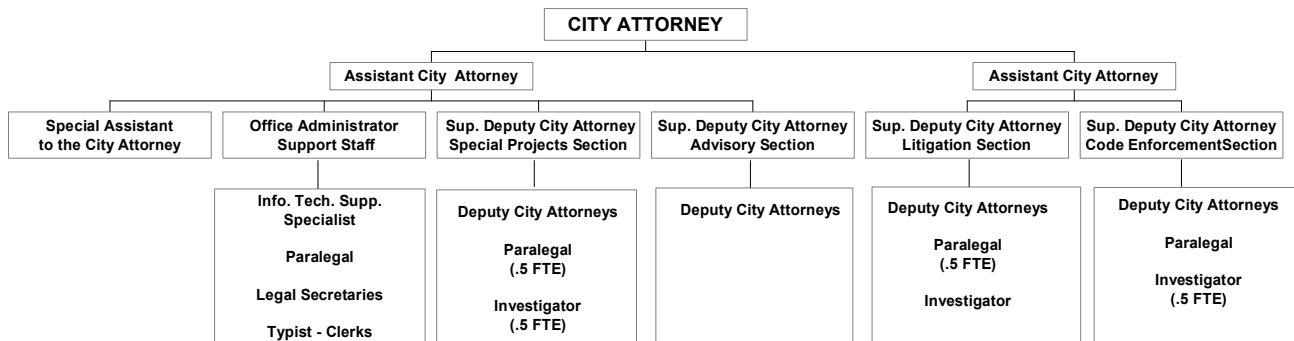 CITY ATTORNEY
Assistant City Attorney
Assistant City Attorney
Special Assistant
to the City Attorney
Office Administrator
Support Staff
Sup. Deputy City Attorney
Special Projects Section
Sup. Deputy City Attorney
Advisory Section
Sup. Deputy City Attorney
Litigation Section
Sup. Deputy City Attorney
Code EnforcementSection
Info. Tech. Supp.
Specialist
Paralegal
Legal Secretaries
Typist - Clerks
Deputy City Attorneys
Paralegal
(.5 FTE)
Investigator
(.5 FTE)
Deputy City Attorneys
Deputy City Attorneys
Paralegal
(.5 FTE)
Investigator
Deputy City Attorneys
Paralegal
Investigator
(.5 FTE)